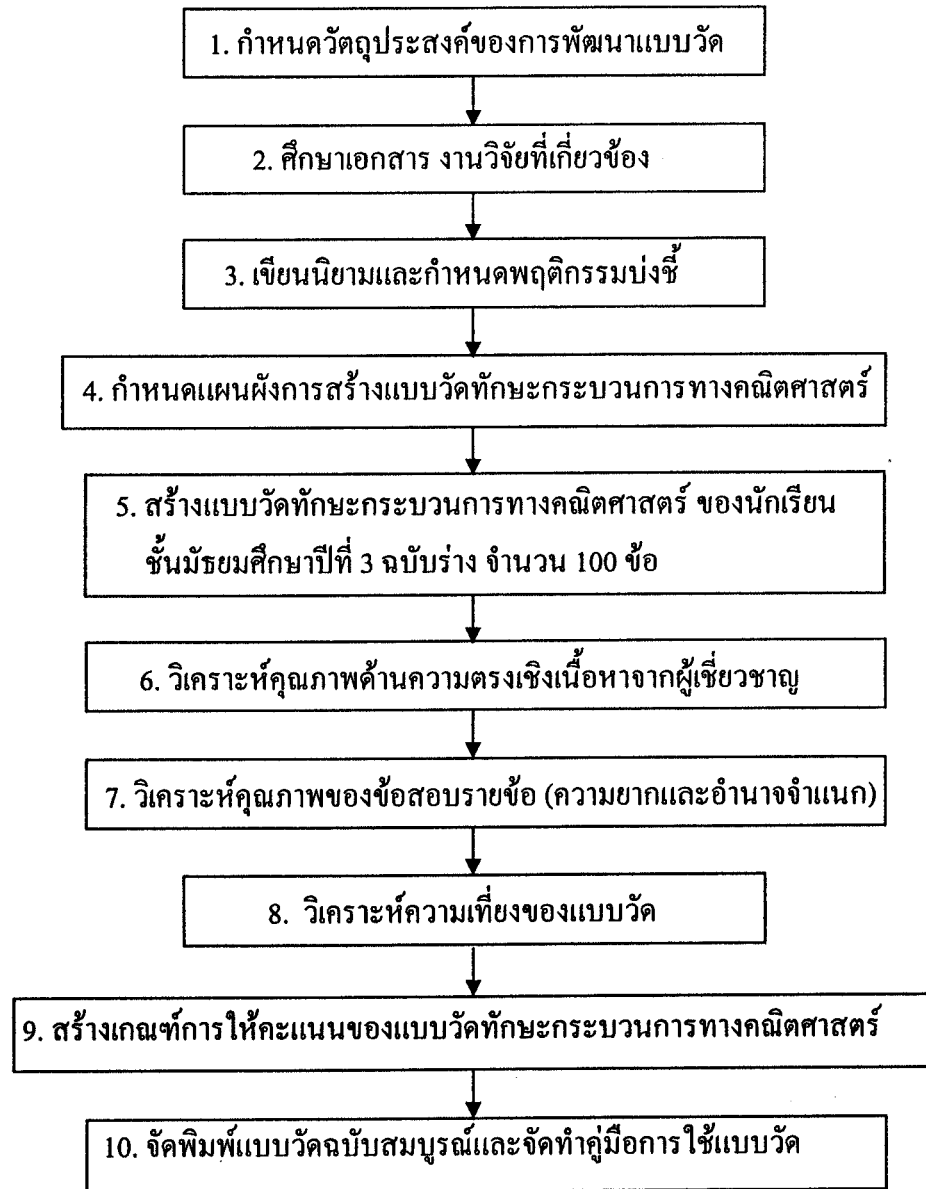 1. กำหนดวัตถุประสงค์ของการพัฒนาแบบวัด
2. ศึกษาเอกสาร งานวิจัยที่เกี่ยวข้อง
3. เขียนนิยามและกำหนดพฤติกรรมบ่งชี้
4. กำหนดแผนผังการสร้างแบบวัดทักษะกระบวนการทางคณิตศาสตร์
5. สร้างแบบวัดทักษะกระบวนการทางคณิตศาสตร์ ของนักเรียน
ชั้นมัธยมศึกษาปีที่ 3 ฉบับร่าง จำนวน 100 ข้อ
6. วิเคราะห์คุณภาพด้านความตรงเชิงเนื้อหาจากผู้เชี่ยวชาญ
7. วิเคราะห์คุณภาพของข้อสอบรายข้อ (ความยากและอำนาจจำแนก)
8. วิเคราะห์ความเที่ยงของแบบวัด
9. สร้างเกณฑ์การให้คะแนนของแบบวัดทักษะกระบวนการทางคณิตศาสตร์
10. จัดพิมพ์แบบวัดฉบับสมบูรณ์และจัดทำคู่มือการใช้แบบวัด